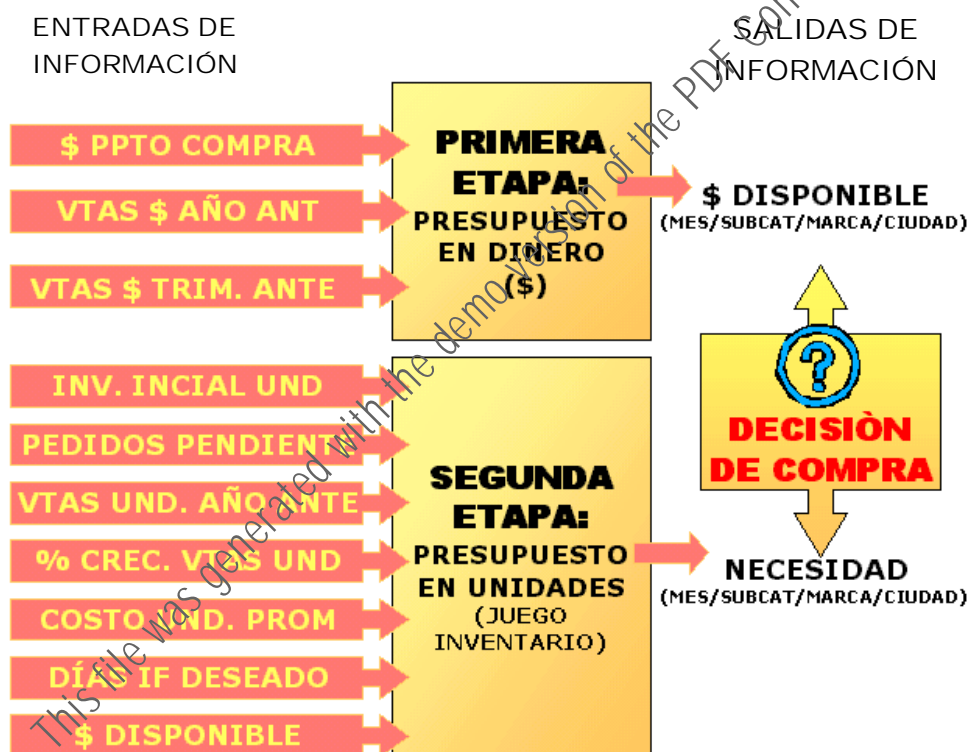 ENTRADAS DE
INFORMACIÓN
SALIDAS DE
INFORMACIÓN
$ PPTO COMPRA
VTAS $ AÑO ANT
VTAS $ TRIM. ANTE
PRIMERA
ETAPA:
PRESUPUESTO
EN DINERO
($)
$ DISPONIBLE
(MES/SUBCAT/MARCA/CIUDAD)
INV. INCIAL UND
PEDIDOS PENDIENTE
VTAS UND. AÑO ANTE
% CREC. VTAS UND
COSTO UND. PROM
DÍAS IF DESEADO
$ DISPONIBLE
SEGUNDA
ETAPA:
PRESUPUESTO
EN UNIDADES
(JUEGO
INVENTARIO)
?
DECISIÒN
DE COMPRA
NECESIDAD
(MES/SUBCAT/MARCA/CIUDAD)
This file was generated with the demo version of the PDF